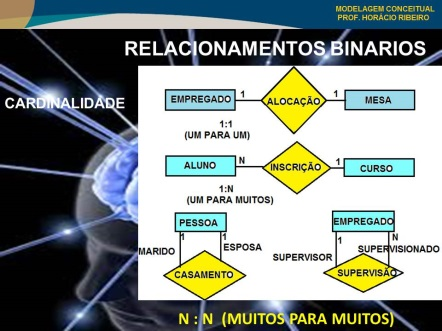 MODELAGEM CONCEITUAL
PROF. HORÁCIO RIBEIRO
RELACIONAMENTOS BINARIOS
CARDINALIDADE
EMPREGADO 1 ALOCAÇÃO 1 MESA
1:1
(UM PARA UM)
ALUNO N INSCRIÇÃO 1 CURSO
1:N
(UM PARA MUITOS)
PESSOA
1 1
MARIDO ESPOSA
CASAMENTO
EMPREGADO
1 N
SUPERVISOR SUPERVISIONADO
SUPERVISÃO
N : N (MUITOS PARA MUITOS)